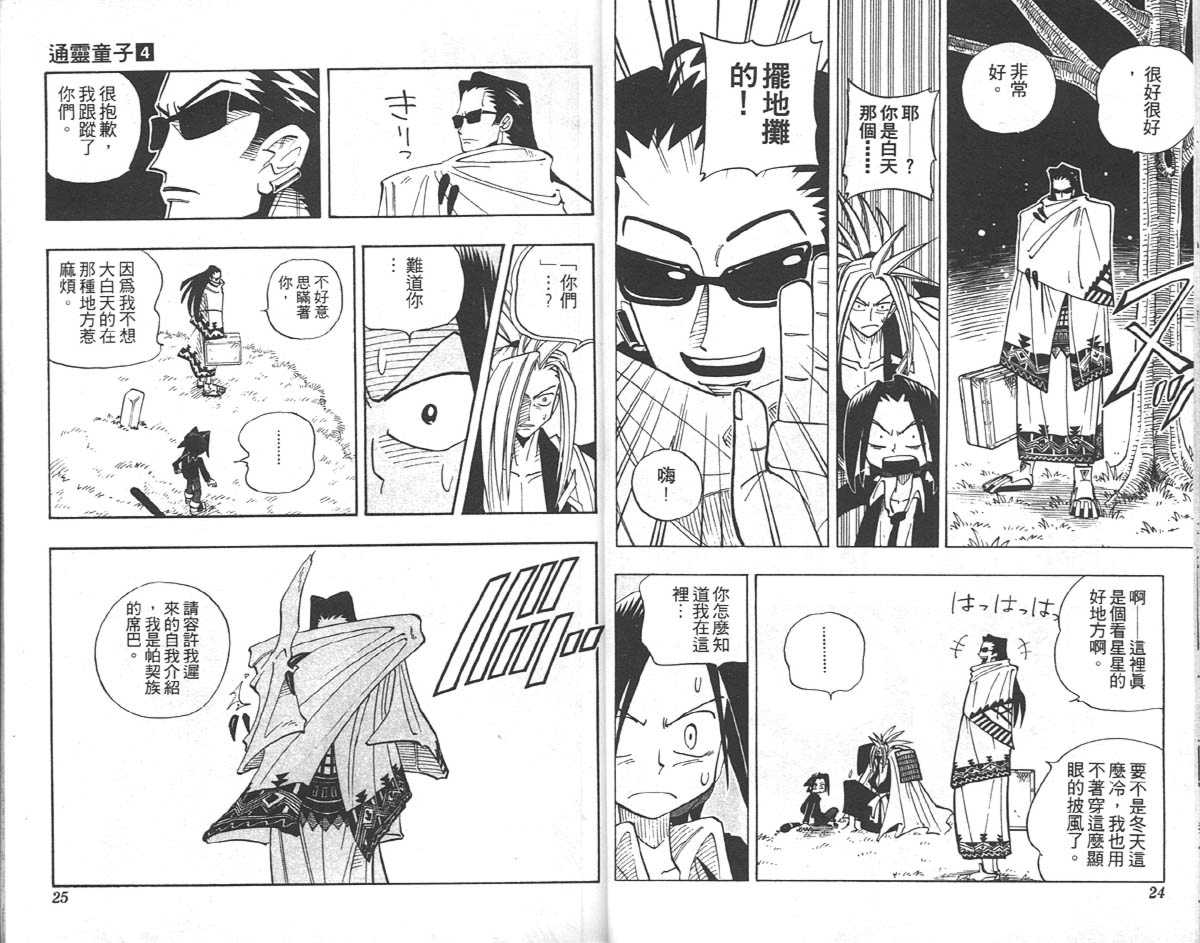 很好很好
，
非常
好。
耶——？
你是白天
那個……
擺地攤
的！
嗨！
啊——這裡真
是個看星星的
好地方啊。
はっはっはっ
…………
要不是冬天這
麼冷，我也用
不著穿這麼顯
眼的披風了。
你怎麼知
道我在這
裡…
24
通靈童子4
きりっ
很抱歉，
我跟蹤了
你們。
「你們
」…？
難道你
…
不好意
思瞞著
你，
因爲我不想
大白天的在
那種地方惹
麻煩。
…………
請容許我遲
來的自我介紹
，我是帕契族
的席巴。
25